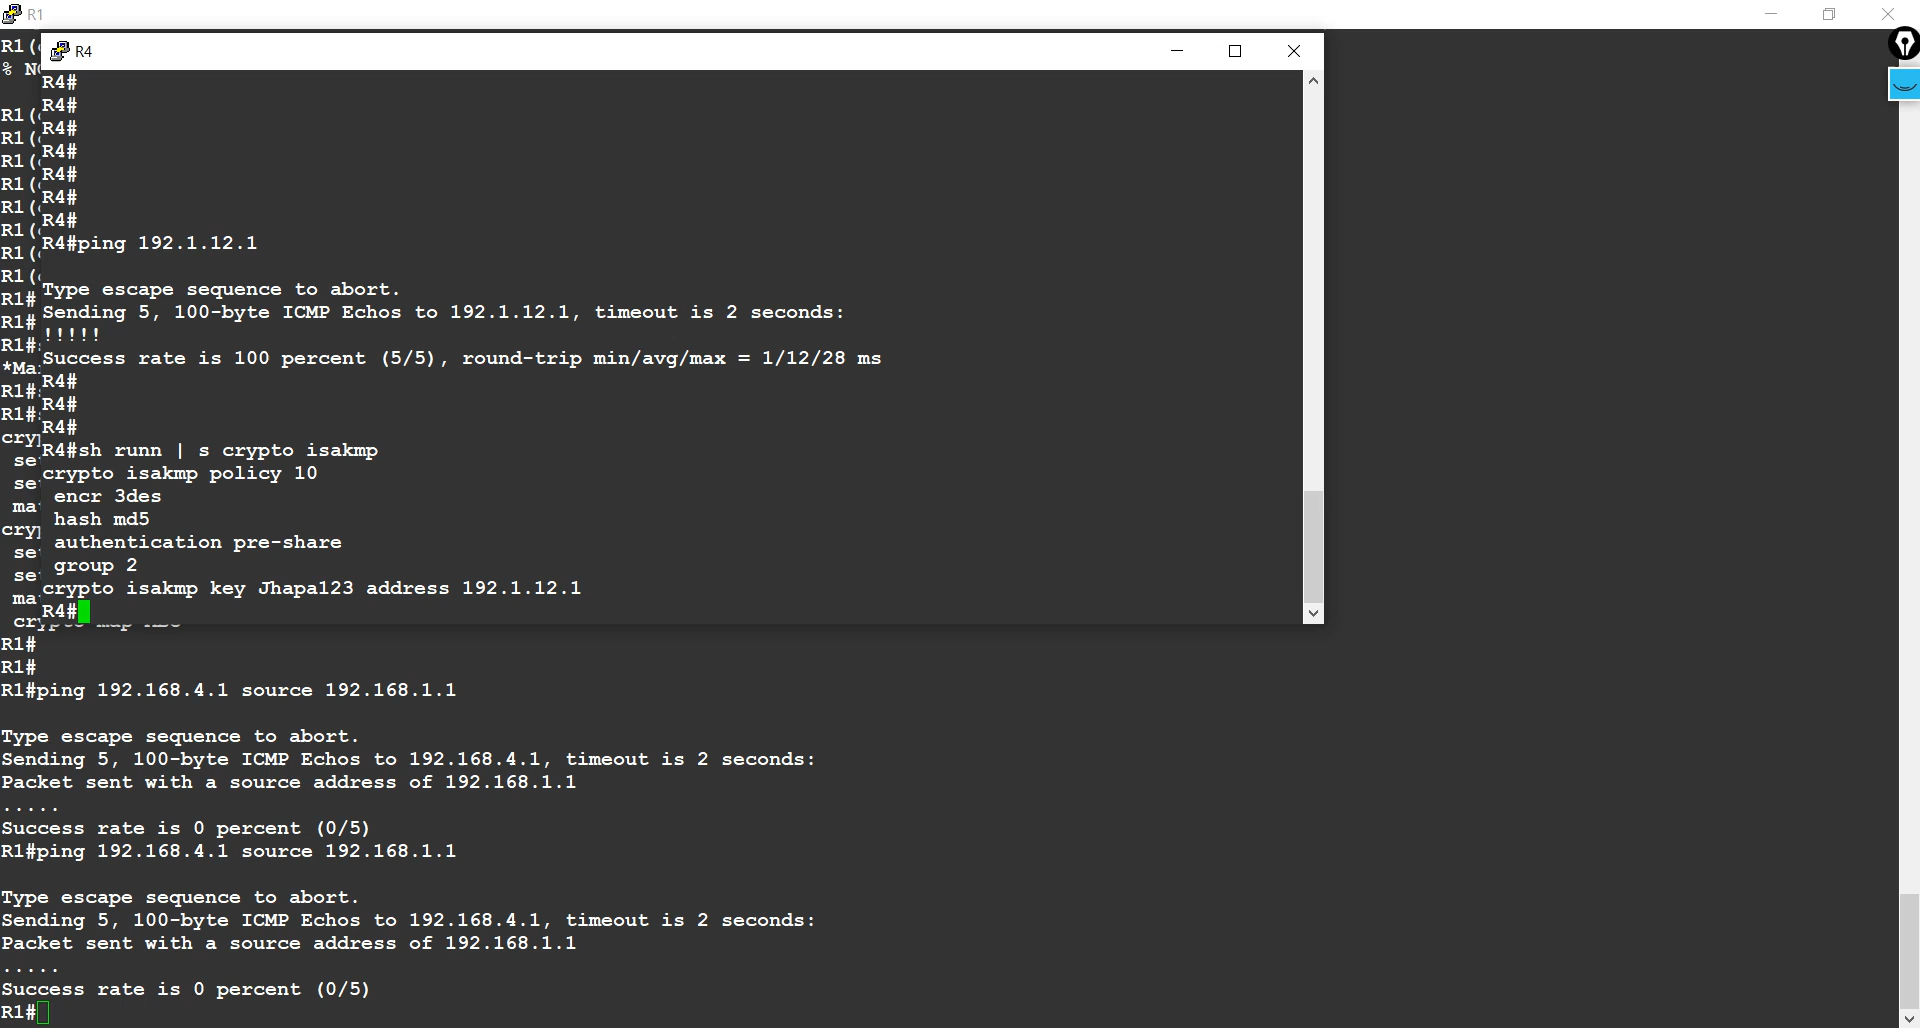 R1
R1(
% N
R1(
R1(
R1(
R1(
R1(
R1(
R1(
R1(
R1#
R1#
R1#
*Ma
R1#
R1#
cry
se
se
ma
cry
se
se
ma
R4
R4#
R4#
R4#
R4#
R4#
R4#
R4#
R4#ping 192.1.12.1
Type escape sequence to abort.
Sending 5, 100-byte ICMP Echos to 192.1.12.1, timeout is 2 seconds:
!!!!!
Success rate is 100 percent (5/5), round-trip min/avg/max = 1/12/28 ms
R4#
R4#
R4#
R4#sh runn | s crypto isakmp
crypto isakmp policy 10
encr 3des
hash md5
authentication pre-share
group 2
crypto isakmp key Jhapa123 address 192.1.12.1
R4#
R1#
R1#
R1#ping 192.168.4.1 source 192.168.1.1
Type escape sequence to abort.
Sending 5, 100-byte ICMP Echos to 192.168.4.1, timeout is 2 seconds:
Packet sent with a source address of 192.168.1.1
.....
Success rate is 0 percent (0/5)
R1#ping 192.168.4.1 source 192.168.1.1
Type escape sequence to abort.
Sending 5, 100-byte ICMP Echos to 192.168.4.1, timeout is 2 seconds:
Packet sent with a source address of 192.168.1.1
.....
Success rate is 0 percent (0/5)
R1#